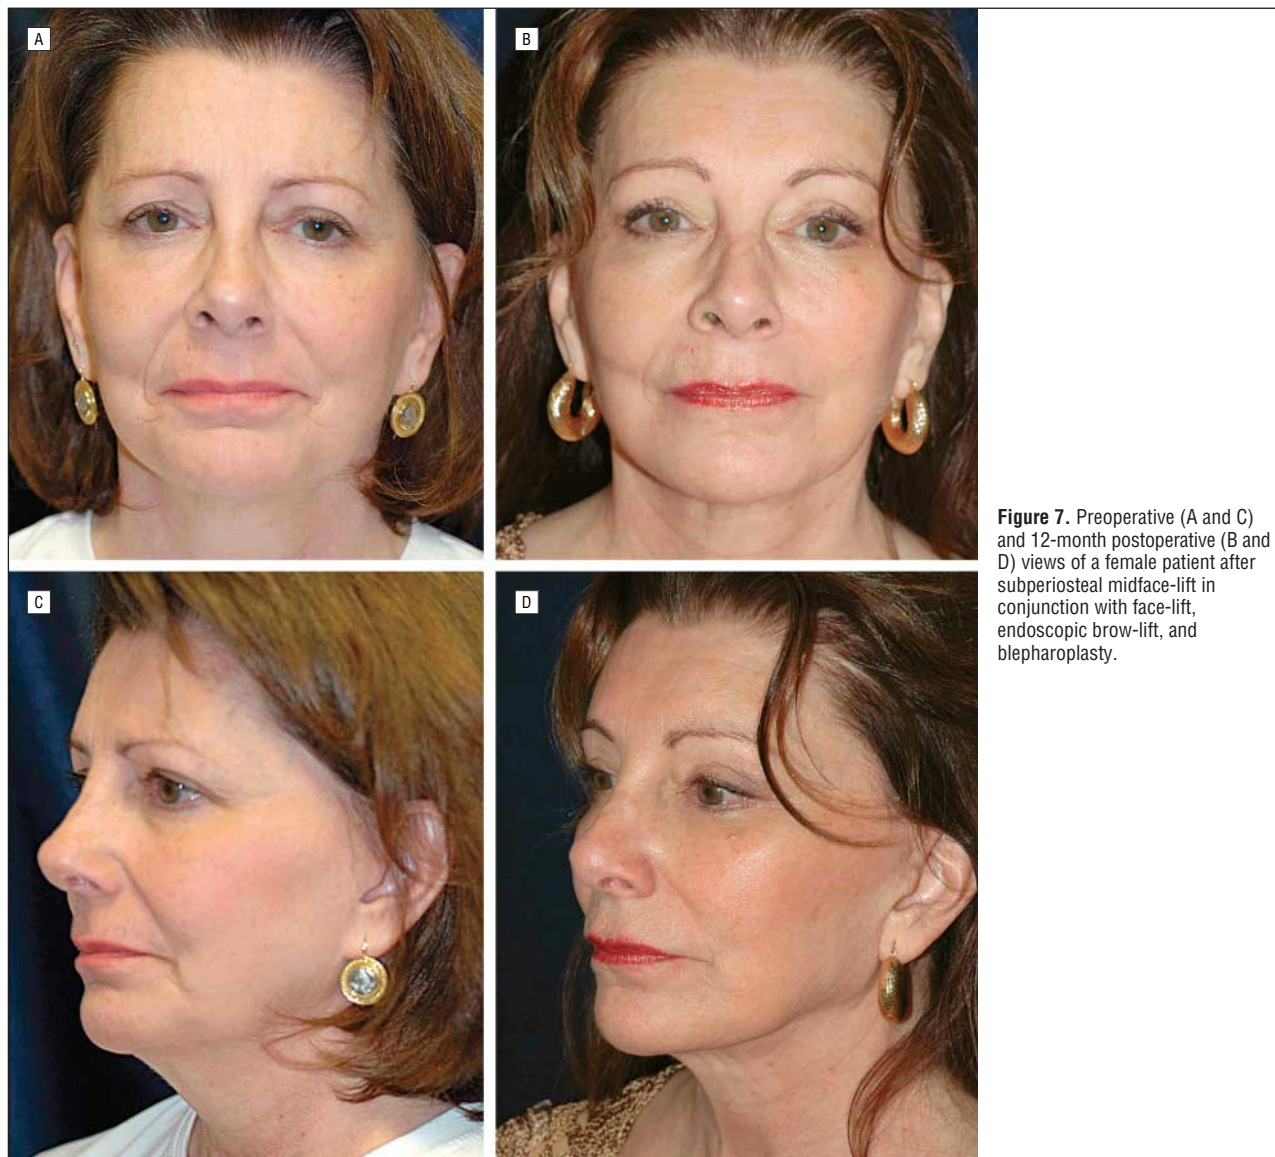 A
B
C
D
Figure 7. Preoperative (A and C)
and 12-month postoperative (B and
D) views of a female patient after
subperiosteal midface-lift in
conjunction with face-lift,
endoscopic brow-lift, and
blepharoplasty.